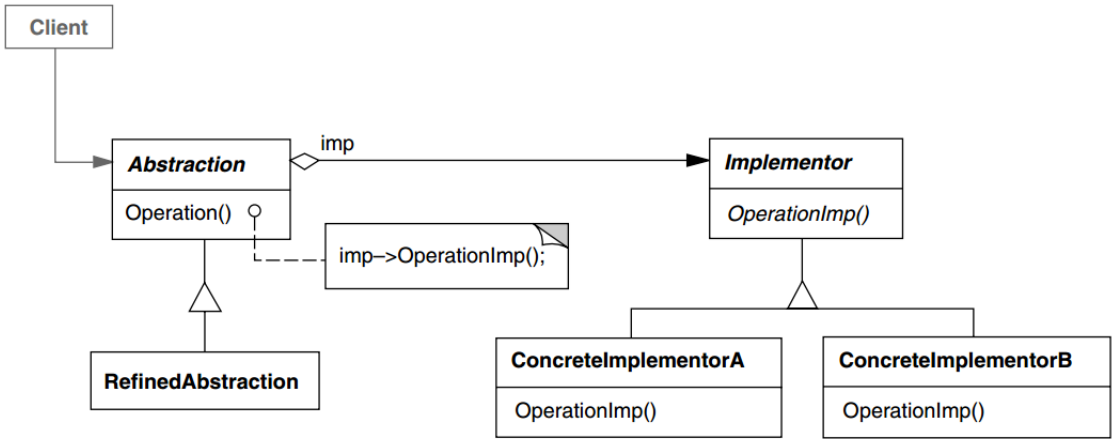 Client
Abstraction
imp
Implementor
Operation()
OperationImp()
imp–>OperationImp();
RefinedAbstraction
ConcreteImplementorA
ConcreteImplementorB
OperationImp()
OperationImp()